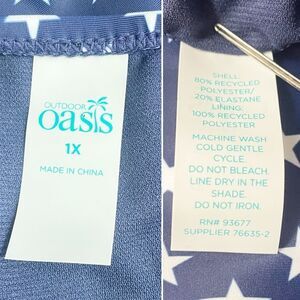 OUTDOOR
oasis
1X
MADE IN CHINA
SHELL:
80% RECYCLED
POLYESTER/
20% ELASTANE
LINING:
100% RECYCLED
POLYESTER
MACHINE WASH
COLD GENTLE
CYCLE.
DO NOT BLEACH.
LINE DRY IN THE
SHADE.
DO NOT IRON.
RN# 93677
SUPPLIER 76635-2